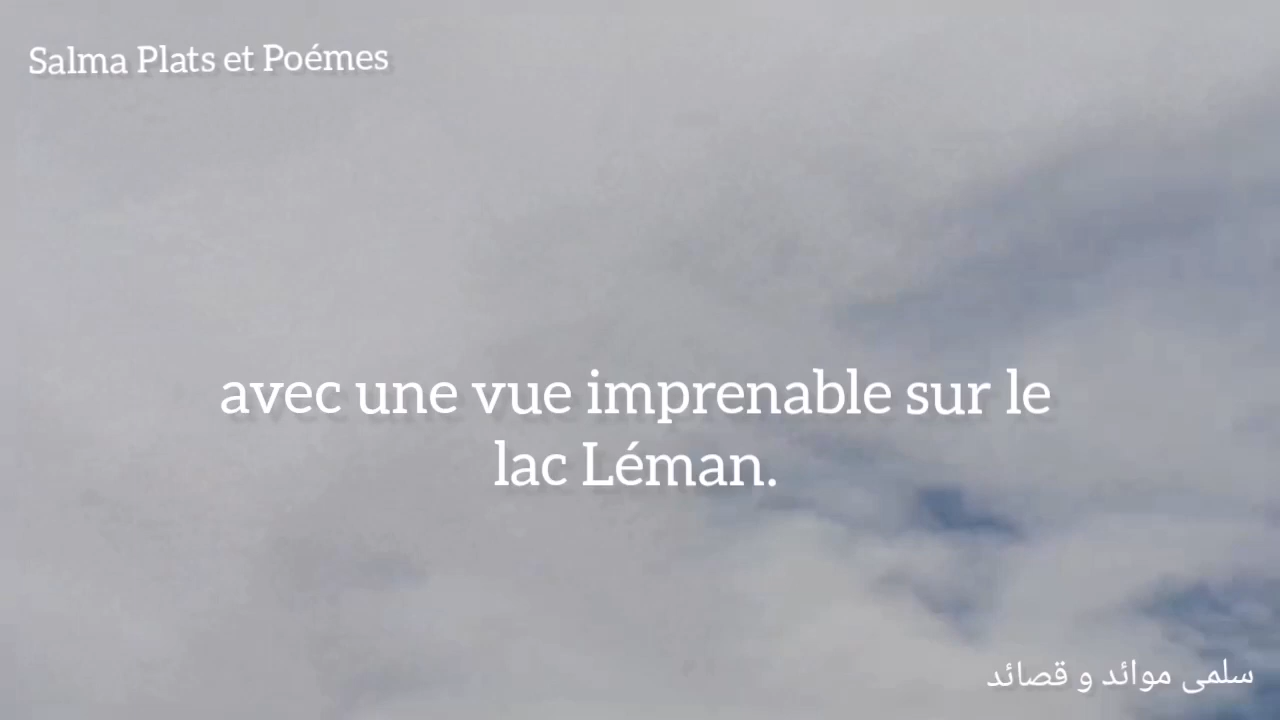 Salma Plats et Poémes
avec une vue imprenable sur le
lac Léman.
سلمى موائد و قصائد